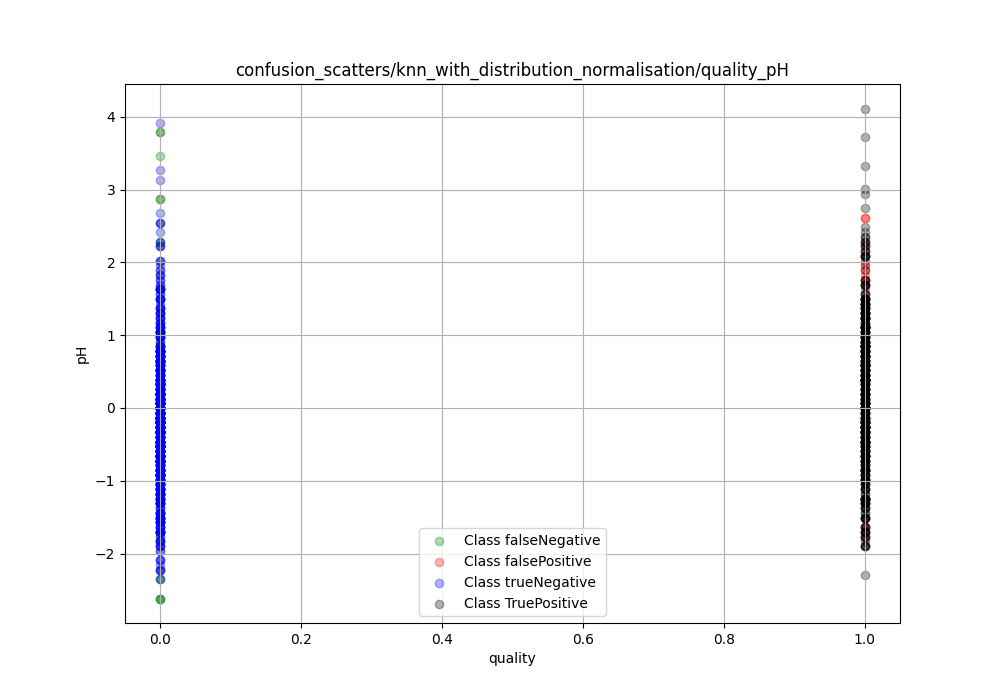 confusion_scatters/knn_with_distribution_normalisation/quality_pH
4
3
2
1
0
−1
−2
pH
Class falseNegative
Class falsePositive
Class trueNegative
Class TruePositive
0.0 0.2 0.4 0.6 0.8 1.0
quality